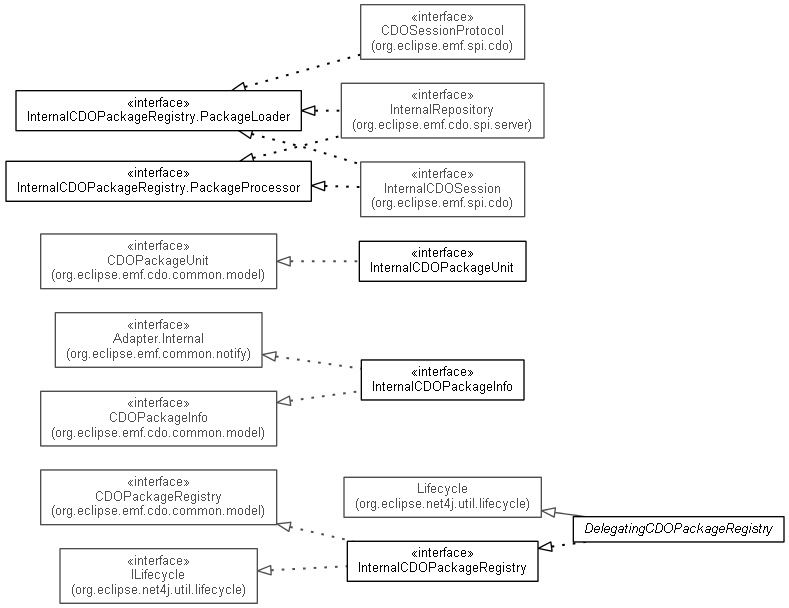 «interface»
CDOSessionProtocol
(org.eclipse.emf.spi.cdo)
«interface»
InternalCDOPackageRegistry.PackageLoader
«interface»
InternalRepository
(org.eclipse.emf.cdo.spi.server)
«interface»
InternalCDOPackageRegistry.PackageProcessor
«interface»
InternalCDOSession
(org.eclipse.emf.spi.cdo)
«interface»
CDOPackageUnit
(org.eclipse.emf.cdo.common.model)
«interface»
InternalCDOPackageUnit
«interface»
Adapter.Internal
(org.eclipse.emf.common.notify)
«interface»
InternalCDOPackageInfo
«interface»
CDOPackageInfo
(org.eclipse.emf.cdo.common.model)
«interface»
CDOPackageRegistry
(org.eclipse.emf.cdo.common.model)
Lifecycle
(org.eclipse.net4j.util.lifecycle)
DelegatingCDOPackageRegistry
«interface»
InternalCDOPackageRegistry
«interface»
ILifecycle
(org.eclipse.net4j.util.lifecycle)